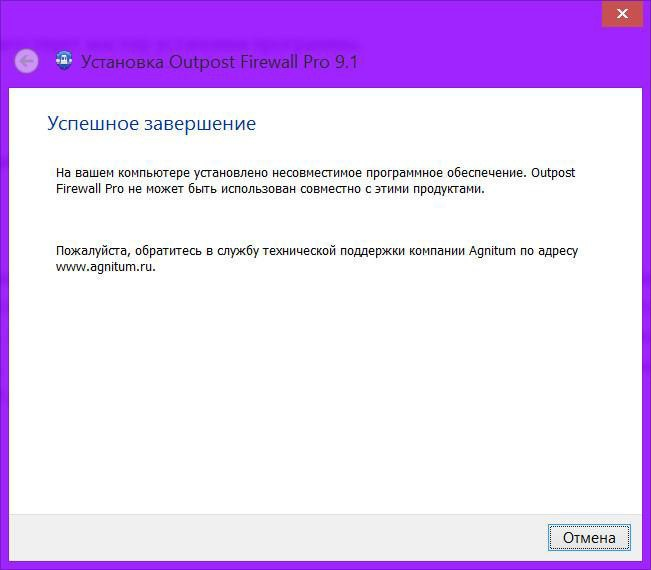 Установка Outpost Firewall Pro 9.1
Успешное завершение
На вашем компьютере установлено несовместимое программное обеспечение. Outpost
Firewall Pro не может быть использован совместно с этими продуктами.
Пожалуйста, обратитесь в службу технической поддержки компании Agnitum по адресу
www.agnitum.ru.
Отмена